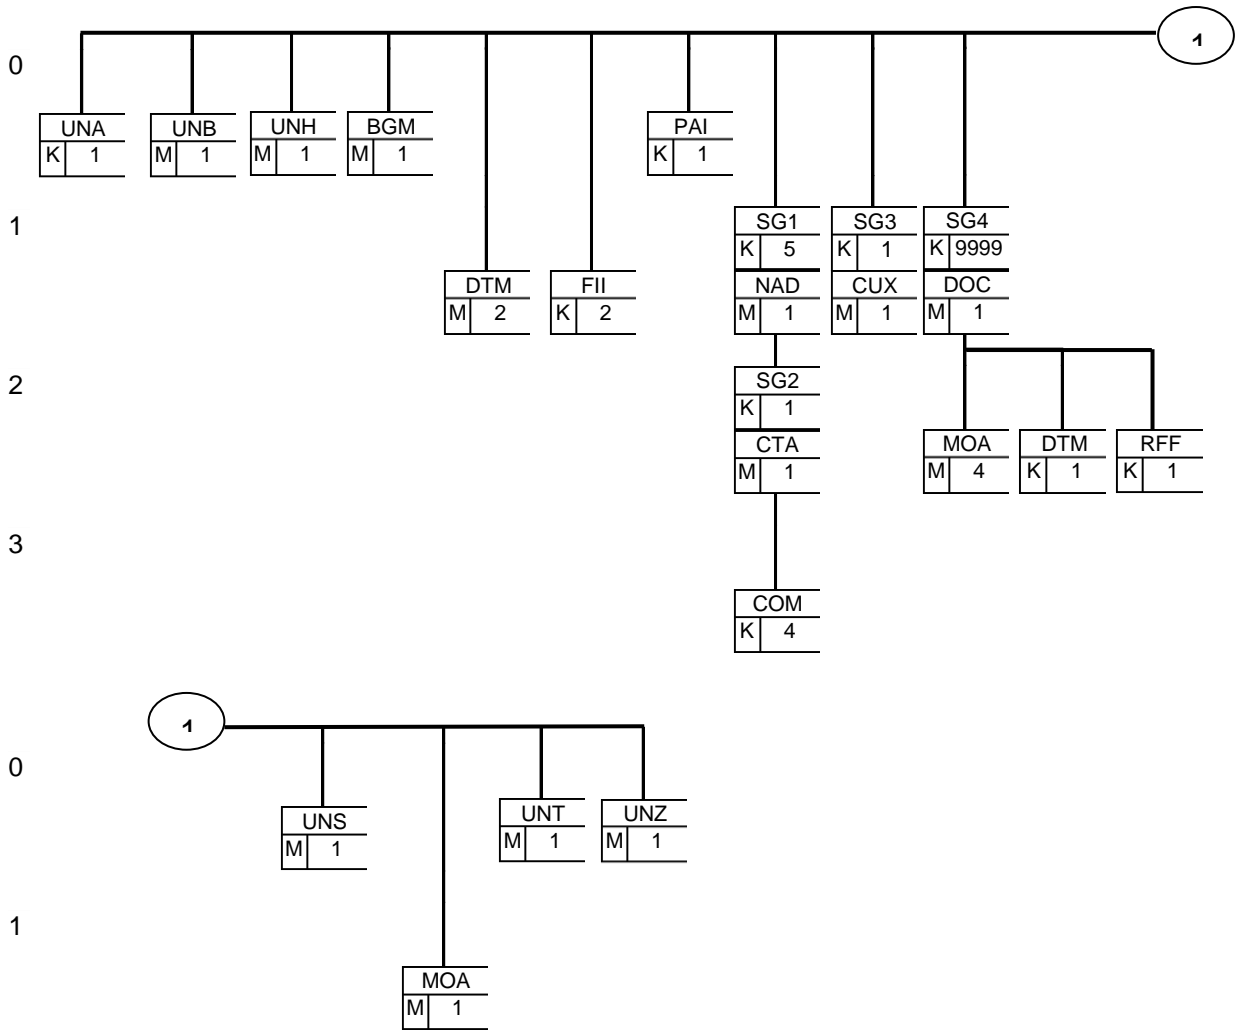 1
0
UNA UNB UNH BGM PAI
K 1 M 1 M 1 M 1 K 1
1 SG1 SG3 SG4
K 5 K 1 K 9999
DTM FII NAD CUX DOC
M 2 K 2 M 1 M 1 M 1
2 SG2
K 1
CTA MOA DTM RFF
M 1 M 4 K 1 K 1
3
COM
K 4
1
0
UNS UNT UNZ
M 1 M 1 M 1
1
MOA
M 1